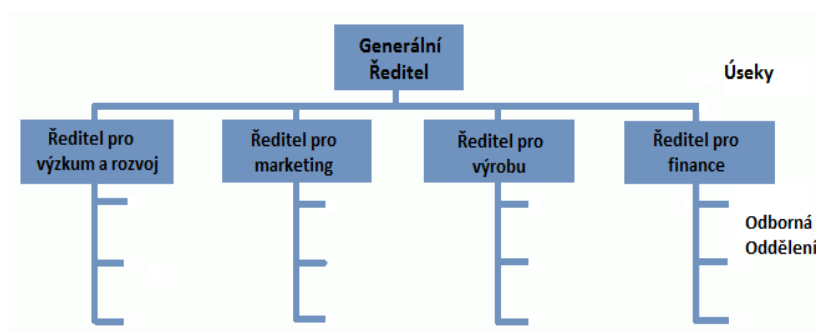 Generální
Ředitel
Úseky
Ředitel pro
výzkum a rozvoj
Ředitel pro
marketing
Ředitel pro
výrobu
Ředitel pro
finance
Odborná
Oddělení